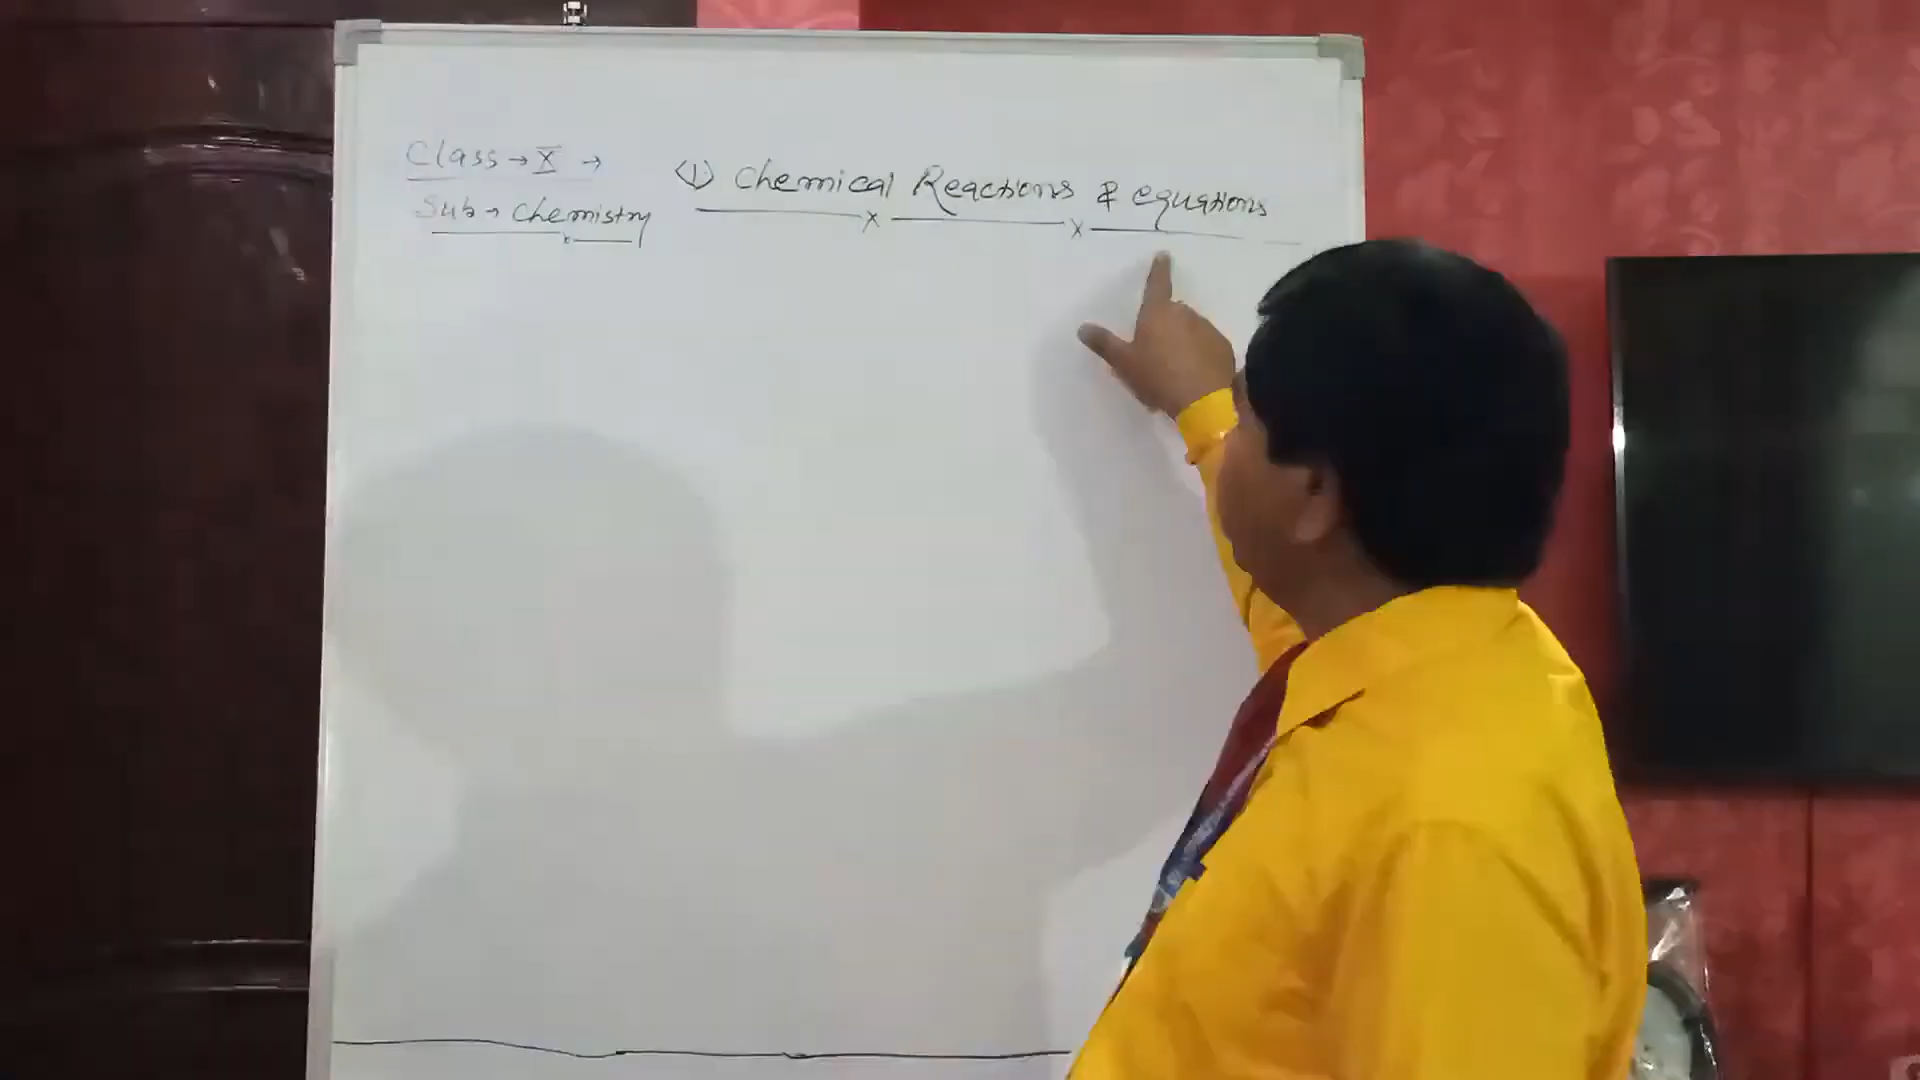 Class → X →
Sub → Chemistry
(1) Chemical Reactions & equations